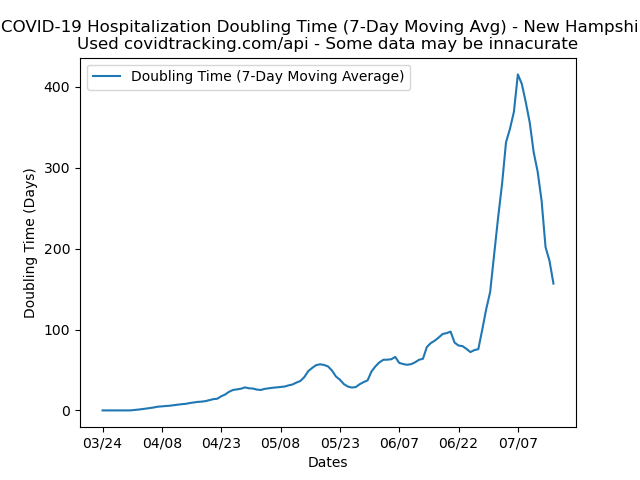 COVID-19 Hospitalization Doubling Time (7-Day Moving Avg) - New Hampshi
Used covidtracking.com/api - Some data may be innacurate
Doubling Time (7-Day Moving Average)
Doubling Time (Days)
400
300
200
100
0
03/24 04/08 04/23 05/08 05/23 06/07 06/22 07/07
Dates